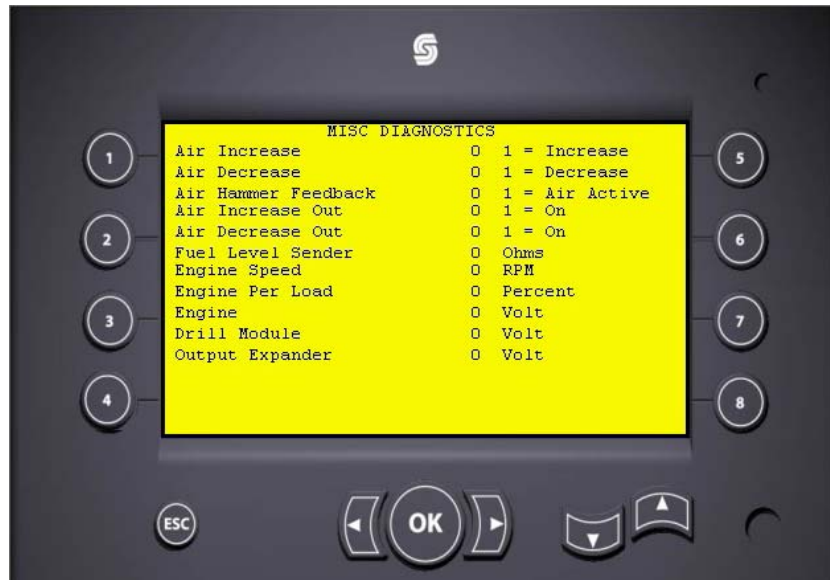 MISC DIAGNOSTICS
Air Increase 0 1 = Increase
Air Decrease 0 1 = Decrease
Air Hammer Feedback 0 1 = Air Active
Air Increase Out 0 1 = On
Air Decrease Out 0 1 = On
Fuel Level Sender 0 Ohms
Engine Speed 0 RPM
Engine Per Load 0 Percent
Engine 0 Volt
Drill Module 0 Volt
Output Expander 0 Volt
1
5
2
6
3
7
4
8
ESC
OK